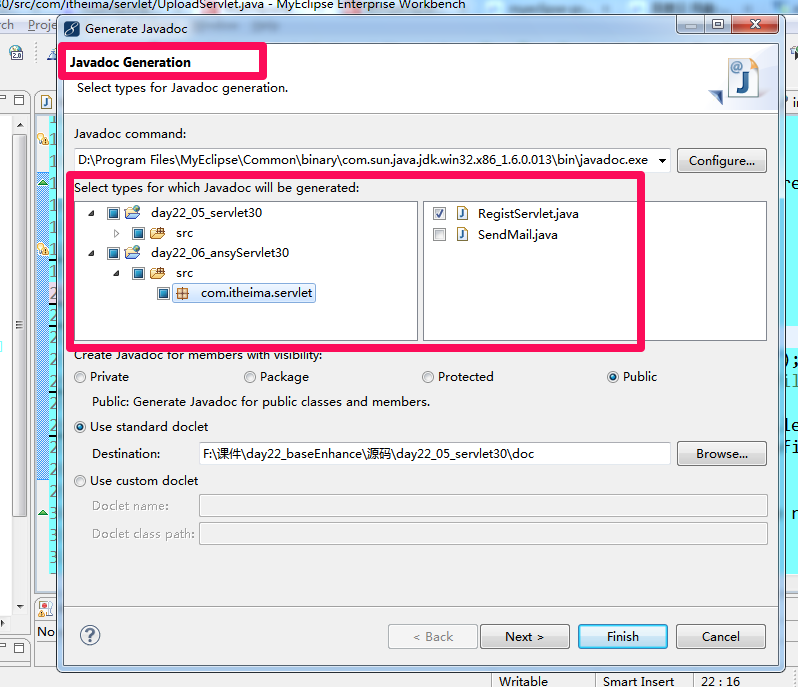 0/src/com/itheima/servlet/UploadServlet.java - MyEclipse Enterprise Workbench
Generate Javadoc
Javadoc Generation
Select types for Javadoc generation.
Javadoc command:
D:\Program Files\MyEclipse\Common\binary\com.sun.java.jdk.win32.x86_1.6.0.013\bin\javadoc.exe
Configure...
Select types for which Javadoc will be generated:
day22_05_servlet30
src
day22_06_ansyServlet30
src
com.itheima.servlet
RegistServlet.java
SendMail.java
Create Javadoc for members with visibility:
Private Package Protected Public
Public: Generate Javadoc for public classes and members.
Use standard doclet
Destination: F:\课件\day22_baseEnhance\源码\day22_05_servlet30\doc Browse...
Use custom doclet
Doclet name:
Doclet class path:
No
< Back Next > Finish Cancel
Writable Smart Insert 22 : 16